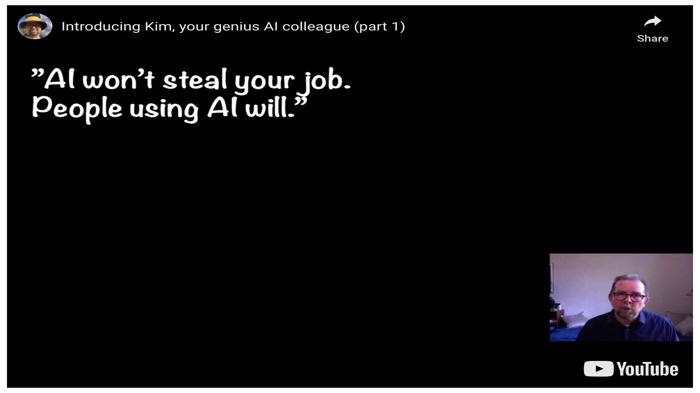 Introducing Kim, your genius AI colleague (part 1)
Share
”AI won’t steal your job.
People using AI will.”
YouTube